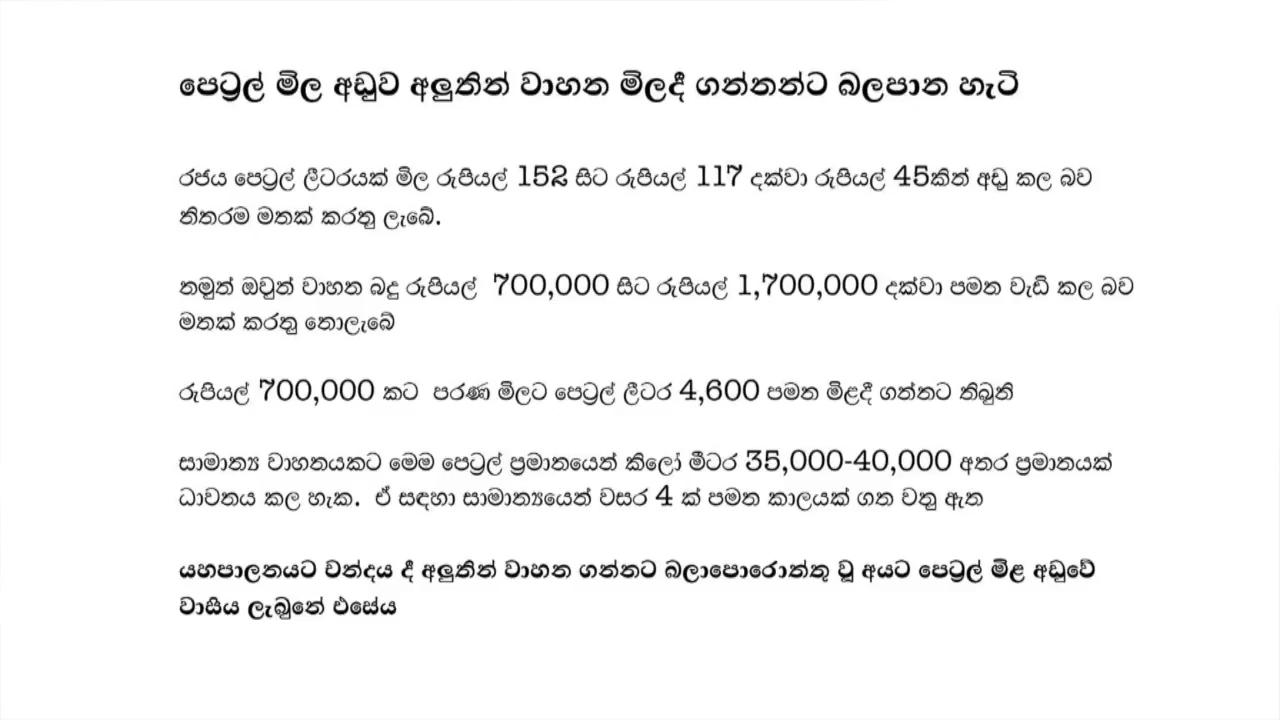 පෙට්‍රල් මිල අඩුව අලුතින් වාහන මිලදී ගන්නන්ට බලපාන හැටි
රජය පෙට්‍රල් ලීටරයක් මිල රුපියල් 152 සිට රුපියල් 117 දක්වා රුපියල් 45කින් අඩු කල බව
නිතරම මතක් කරනු ලැබේ.
නමුත් ඔවුන් වාහන බදු රුපියල් 700,000 සිට රුපියල් 1,700,000 දක්වා පමන වැඩි කල බව
මතක් කරනු නොලැබේ
රුපියල් 700,000 කට පරණ මිලට පෙට්‍රල් ලීටර 4,600 පමන මිළදී ගන්නට තිබුනි
සාමාන්‍ය වාහනයකට මෙම පෙට්‍රල් ප්‍රමානයෙන් කිලෝ මීටර 35,000-40,000 අතර ප්‍රමානයක්
ධාවනය කල හැක. ඒ සඳහා සාමාන්‍යයෙන් වසර 4 ක් පමන කාලයක් ගත වනු ඇත
යහපාලනයට චන්දය දී අලුතින් වාහන ගන්නට බලාපොරොත්තු වූ අයට පෙට්‍රල් මිළ අඩුවේ
වාසිය ලැබුනේ එසේය